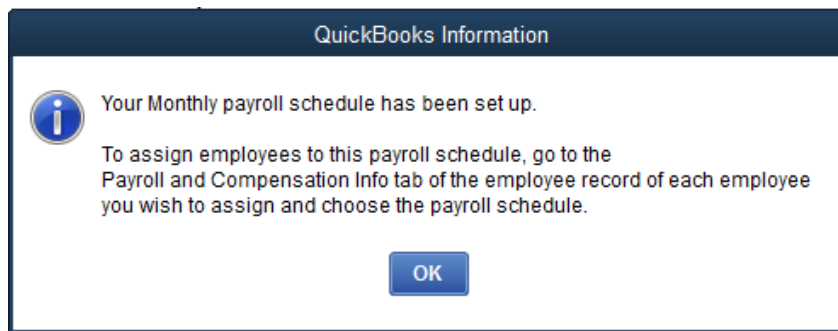 QuickBooks Information
Your Monthly payroll schedule has been set up.
To assign employees to this payroll schedule, go to the
Payroll and Compensation Info tab of the employee record of each employee
you wish to assign and choose the payroll schedule.
OK